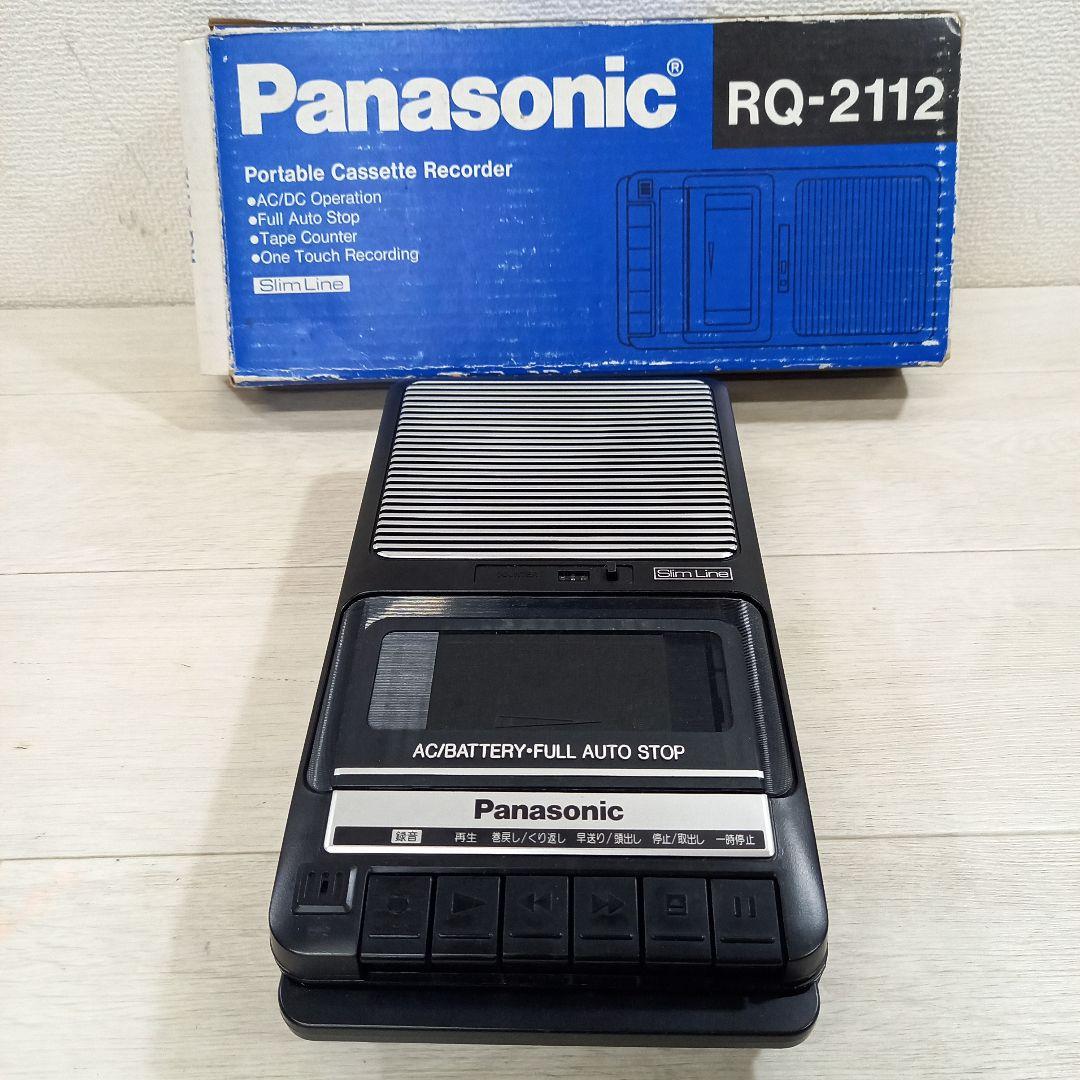 Panasonic®
RQ-2112
Portable Cassette Recorder
●AC/DC Operation
●Full Auto Stop
●Tape Counter
●One Touch Recording
Slim Line
COUNTER
Slim Line
AC/BATTERY•FULL AUTO STOP
Panasonic
録音 再生 巻戻し/くり返し 早送り/頭出し 停止/取出し 一時停止